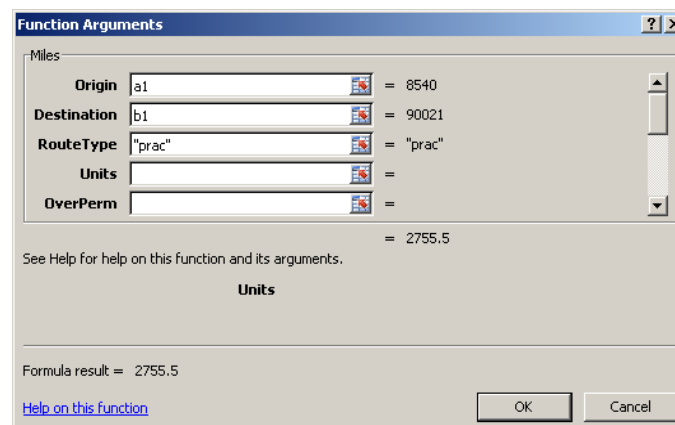 Function Arguments
Miles
Origin a1 = 8540
Destination b1 = 90021
RouteType "prac" = "prac"
Units =
OverPerm =
= 2755.5
See Help for help on this function and its arguments.
Units
Formula result = 2755.5
Help on this function OK Cancel